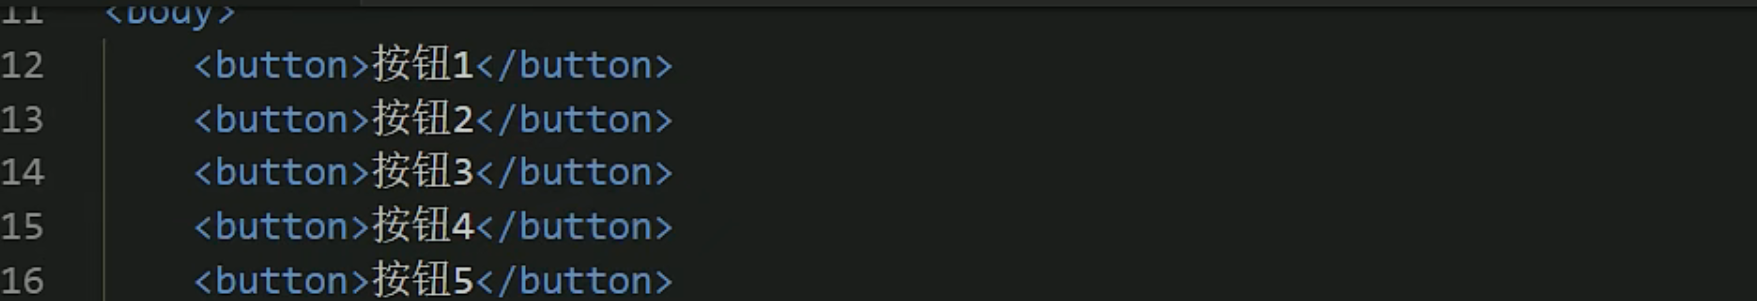 11 <body>
12 <button>按钮1</button>
13 <button>按钮2</button>
14 <button>按钮3</button>
15 <button>按钮4</button>
16 <button>按钮5</button>